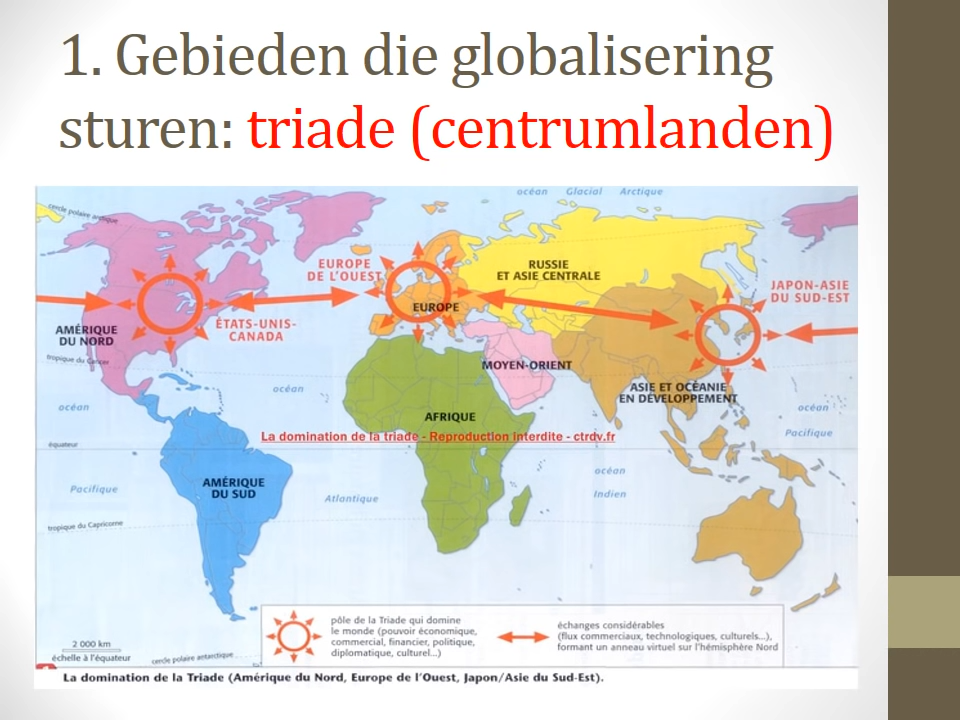 1. Gebieden die globalisering
sturen: triade (centrumlanden)
océan Glacial Arctique
cercle polaire arctique
EUROPE
DE L'OUEST
RUSSIE
ET ASIE CENTRALE
JAPON-ASIE
DU SUD-EST
EUROPE
AMÉRIQUE
DU NORD
ÉTATS-UNIS-
CANADA
tropique du Cancer
MOYEN-ORIENT
océan
ASIE ET OCÉANIE
EN DÉVELOPPEMENT
océan
océan
AFRIQUE
Pacifique
La domination de la triade - Reproduction interdite - ctrdv.fr
équateur
océan
Indien
AMÉRIQUE
DU SUD
Pacifique
Atlantique
tropique du Capricorne
pôle de la Triade qui domine
le monde (pouvoir économique,
commercial, financier, politique,
diplomatique, culturel...)
échanges considérables
(flux commerciaux, technologiques, culturels...),
formant un anneau virtuel sur l'hémisphère Nord
2 000 km
échelle à l'équateur
cercle polaire antarctique
La domination de la Triade (Amérique du Nord, Europe de l'Ouest, Japon/Asie du Sud-Est).